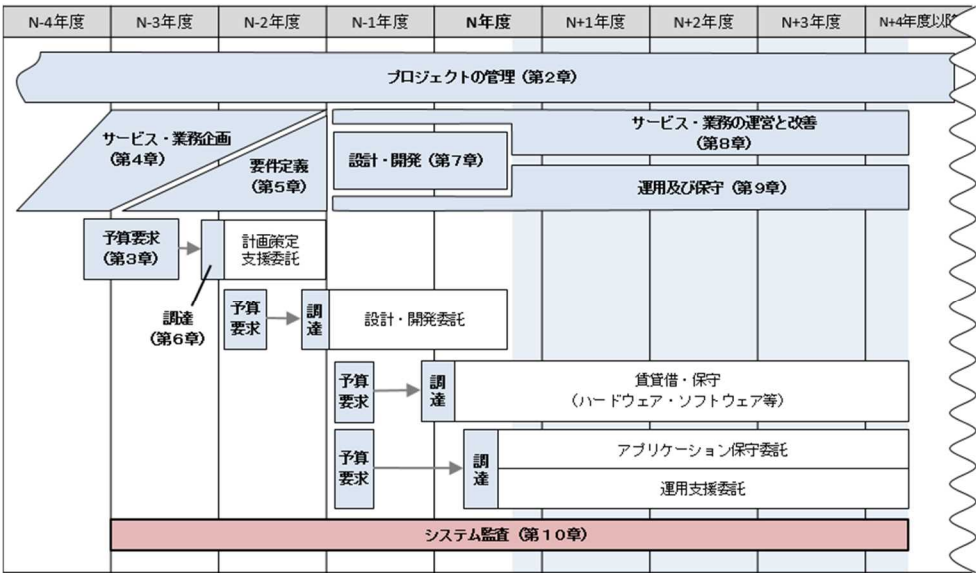 N-4年度
N-3年度
N-2年度
N-1年度
N年度
N+1年度
N+2年度
N+3年度
N+4年度以降
プロジェクトの管理（第２章）
サービス・業務企画
（第４章）
要件定義
（第５章）
設計・開発（第７章）
サービス・業務の運営と改善
（第８章）
運用及び保守（第９章）
予算要求
（第３章）
計画策定
支援委託
調達
（第６章）
予算
要求
調
達
設計・開発委託
予算
要求
調
達
賃貸借・保守
（ハードウェア・ソフトウェア等）
予算
要求
調
達
アプリケーション保守委託
運用支援委託
システム監査（第１０章）